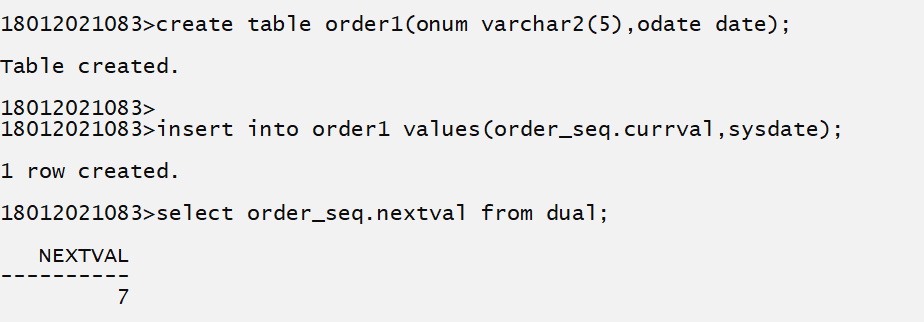 18012021083>create table order1(onum varchar2(5),odate date);
Table created.
18012021083>
18012021083>insert into order1 values(order_seq.currval,sysdate);
1 row created.
18012021083>select order_seq.nextval from dual;
NEXTVAL
----------
7